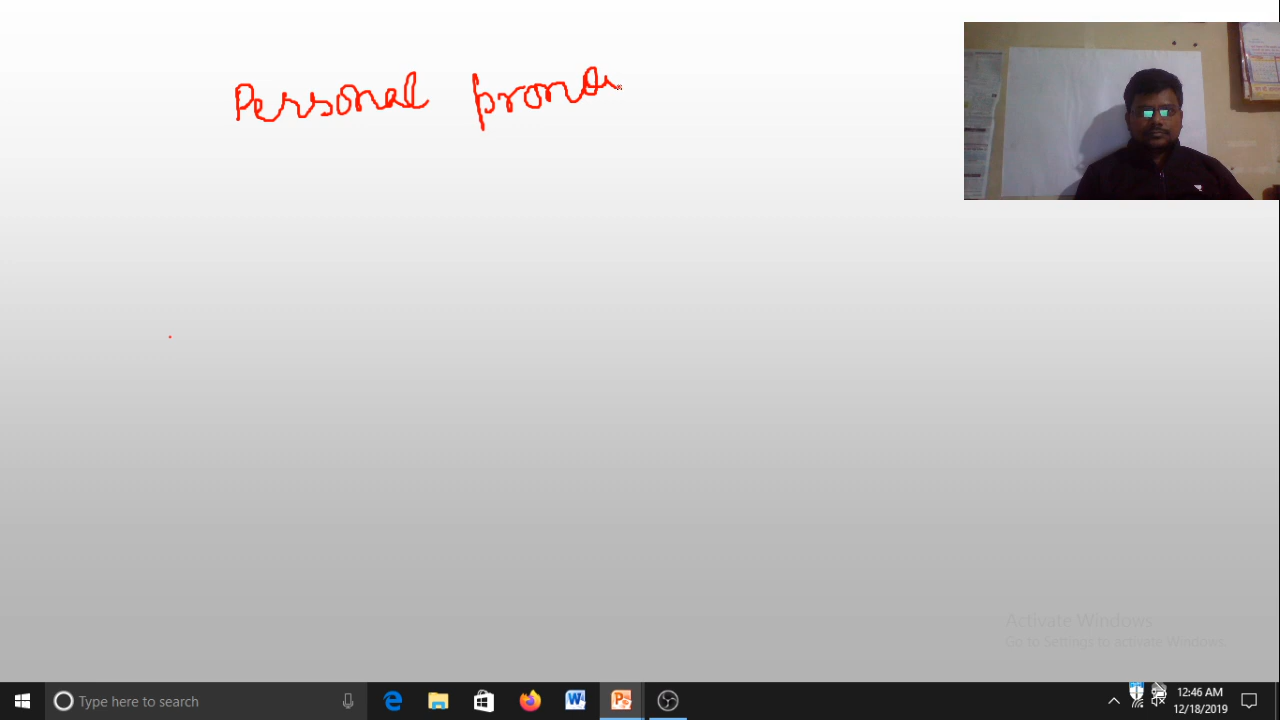 Personal pronou
Activate Windows
Go to Settings to activate Windows.
Type here to search
12:46 AM
12/18/2019